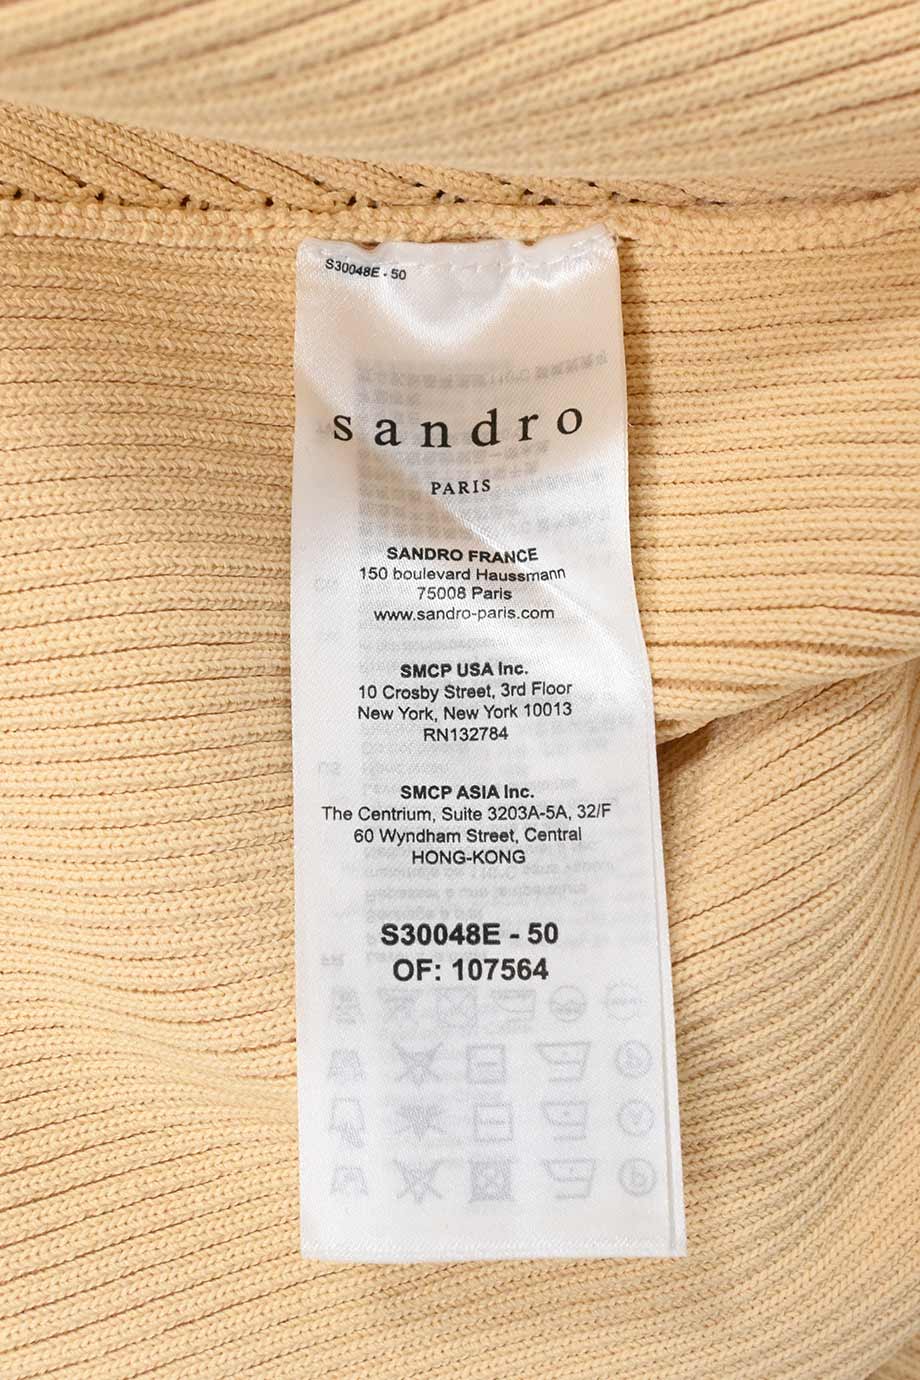 S30048E - 50
sandro
PARIS
SANDRO FRANCE
150 boulevard Haussmann
75008 Paris
www.sandro-paris.com
SMCP USA Inc.
10 Crosby Street, 3rd Floor
New York, New York 10013
RN132784
SMCP ASIA Inc.
The Centrium, Suite 3203A-5A, 32/F
60 Wyndham Street, Central
HONG-KONG
S30048E - 50
OF: 107564